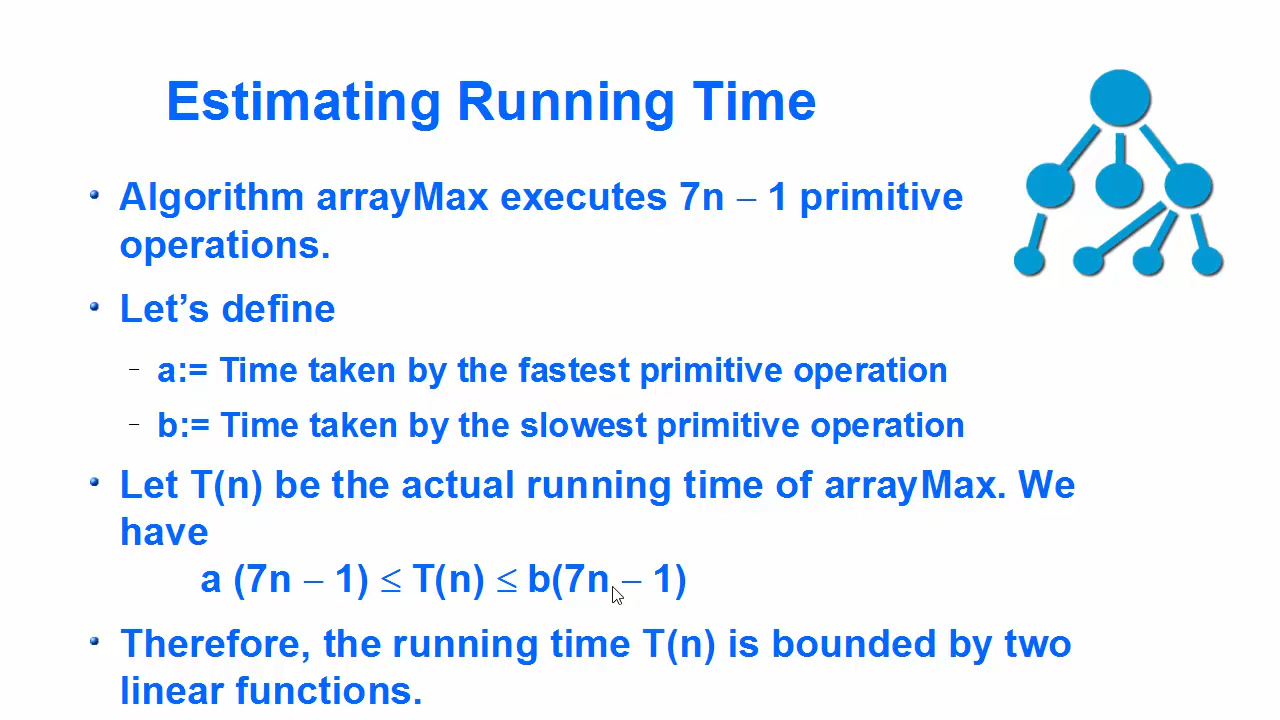 Estimating Running Time
• Algorithm arrayMax executes 7n − 1 primitive
operations.
• Let’s define
− a:= Time taken by the fastest primitive operation
− b:= Time taken by the slowest primitive operation
• Let T(n) be the actual running time of arrayMax. We
have
a (7n − 1) ≤ T(n) ≤ b(7n − 1)
• Therefore, the running time T(n) is bounded by two
linear functions.